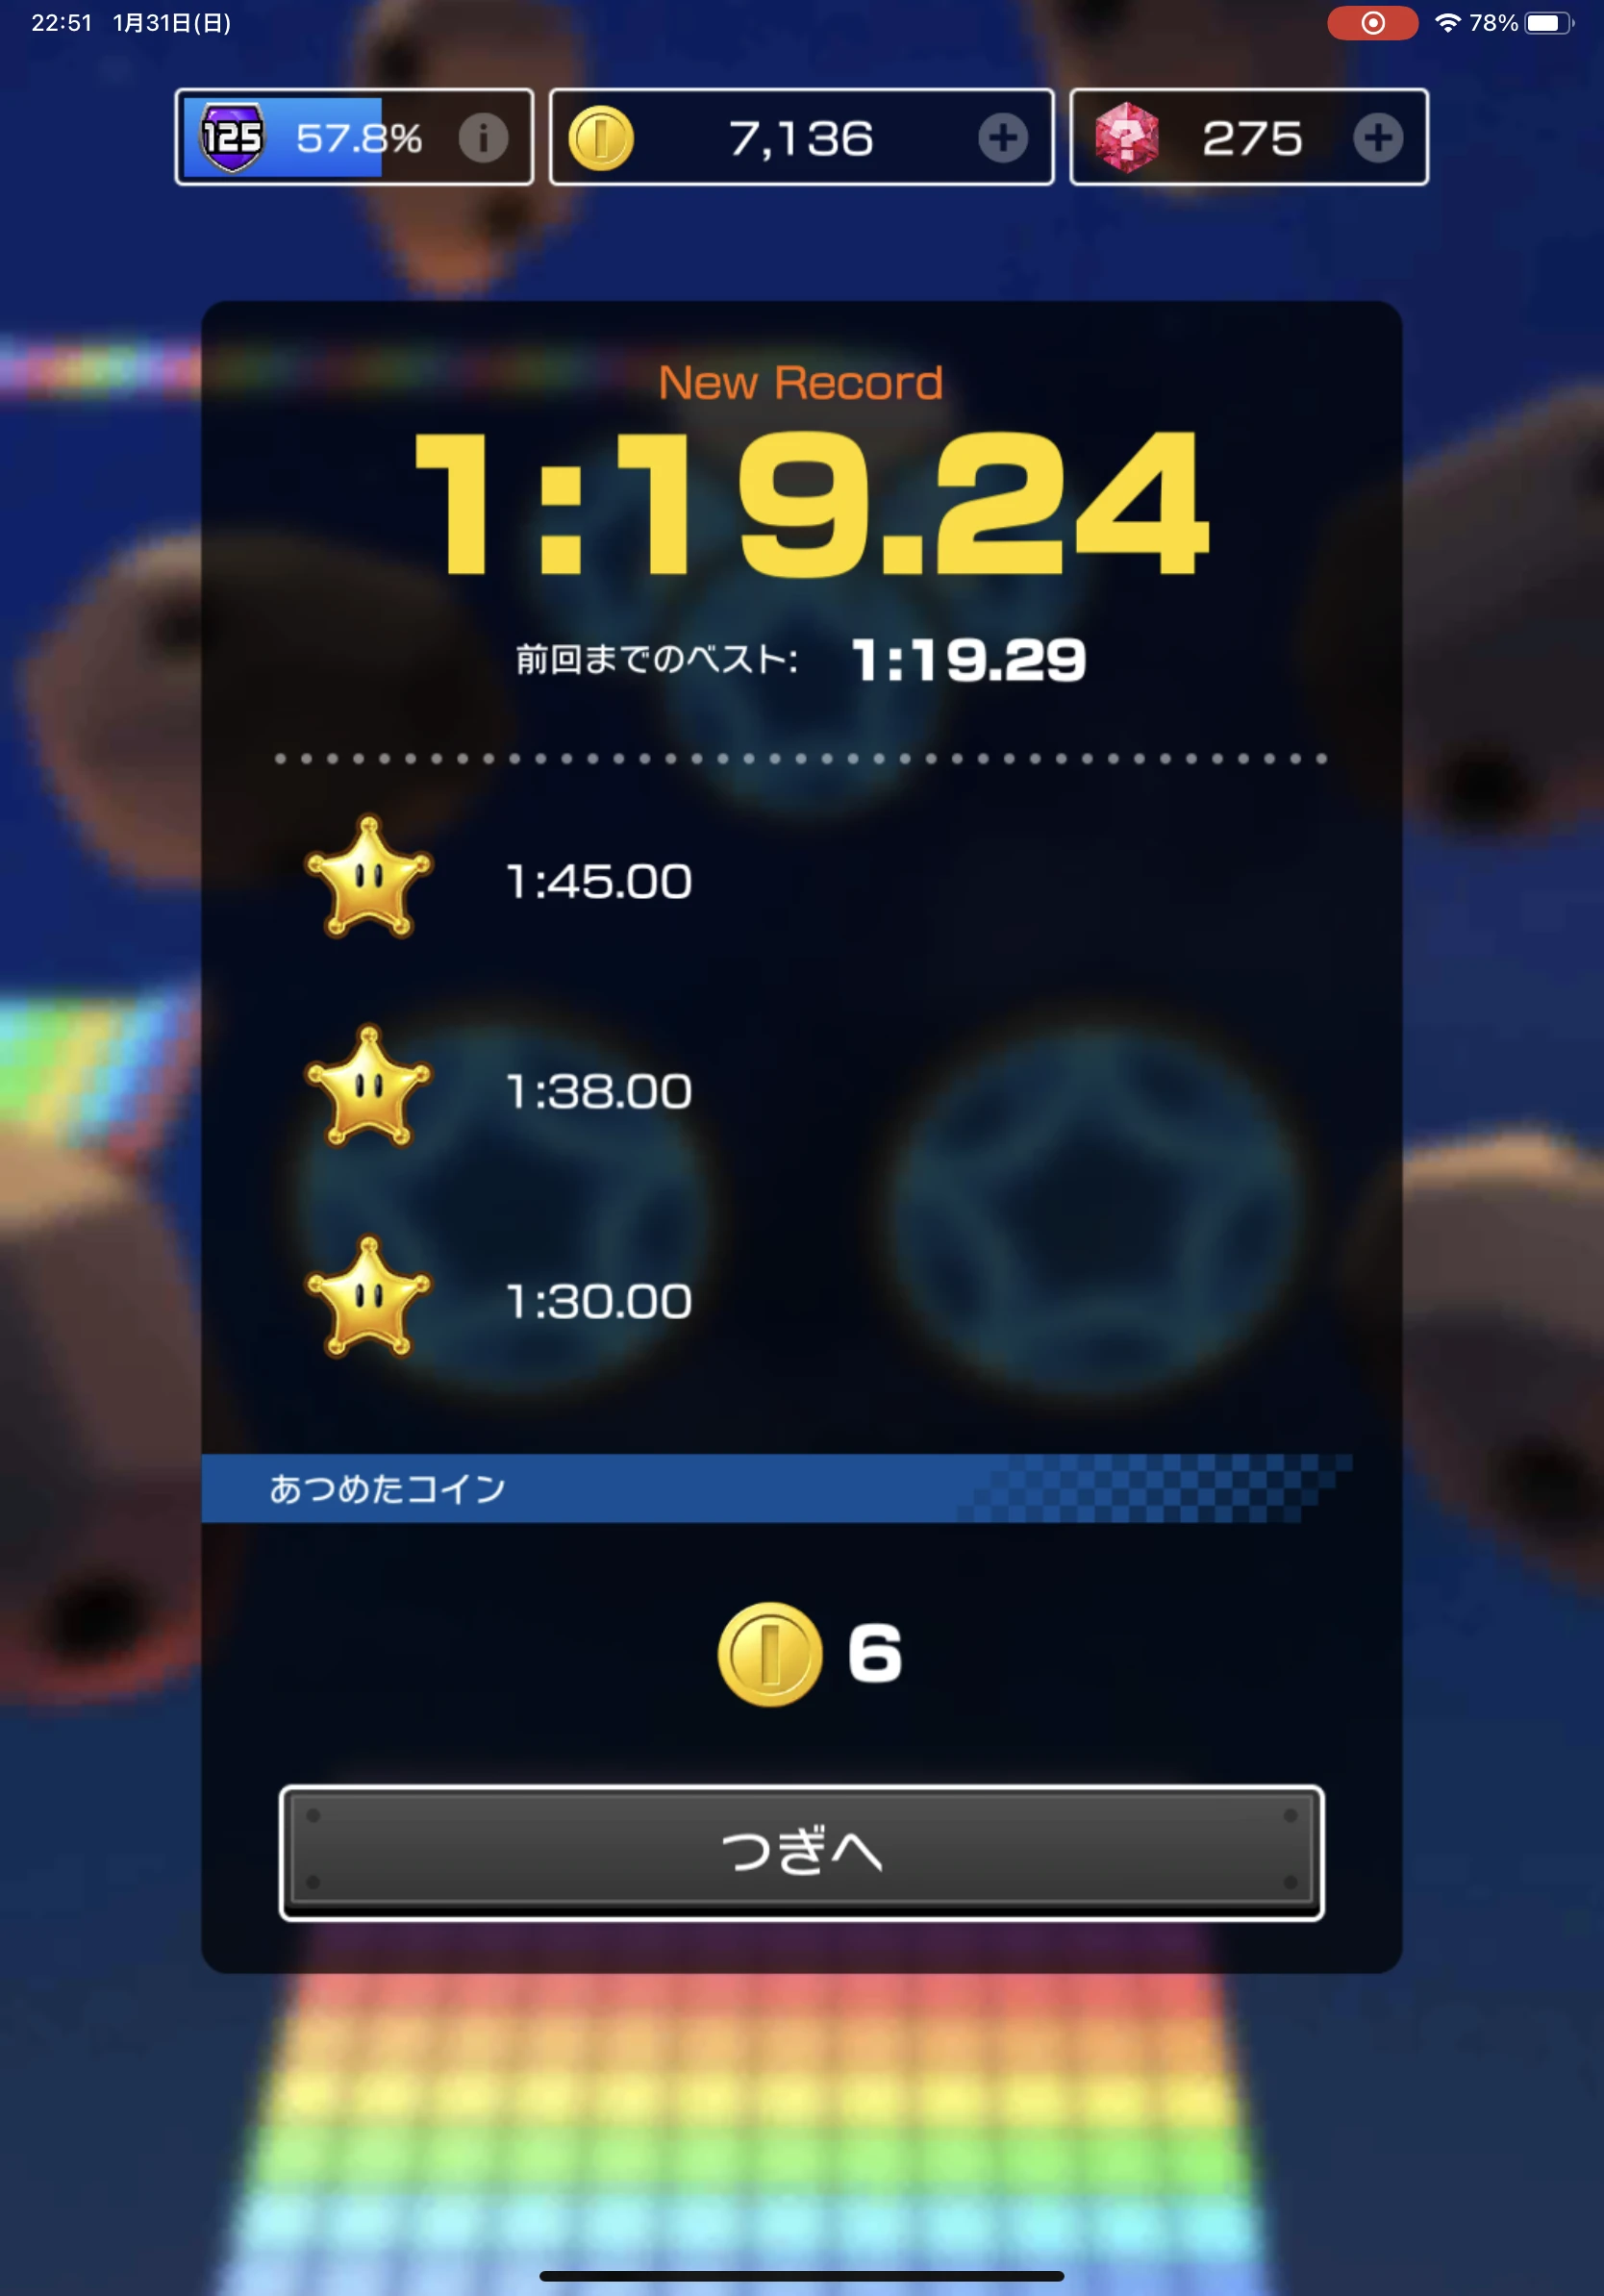 22:51 1月31日(日) 78%
125 57.8% i 7,136 + ? 275 +
New Record
1:19.24
前回までのベスト: 1:19.29
1:45.00
1:38.00
1:30.00
あつめたコイン
6
つぎへ